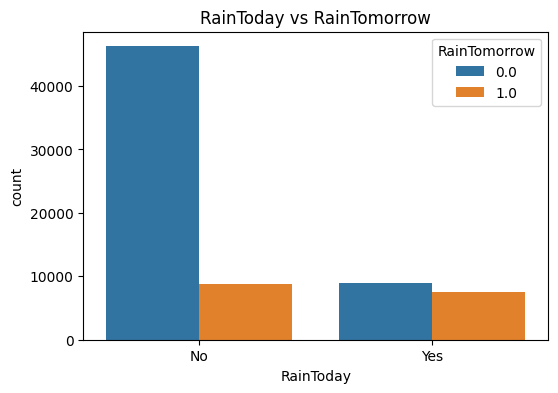 RainToday vs RainTomorrow
RainTomorrow
0.0
1.0
count
40000
30000
20000
10000
0
No
Yes
RainToday